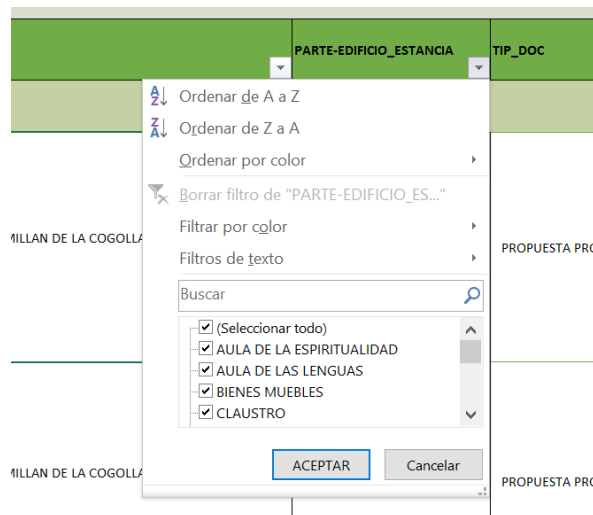 PARTE-EDIFICIO_ESTANCIA
TIP_DOC
Ordenar de A a Z
Ordenar de Z a A
Ordenar por color
Borrar filtro de "PARTE-EDIFICIO_ES..."
Filtrar por color
Filtros de texto
Buscar
(Seleccionar todo)
AULA DE LA ESPIRITUALIDAD
AULA DE LAS LENGUAS
BIENES MUEBLES
CLAUSTRO
ACEPTAR Cancelar
MILLAN DE LA COGOLLA
PROPUESTA PRO
MILLAN DE LA COGOLLA
PROPUESTA PRO